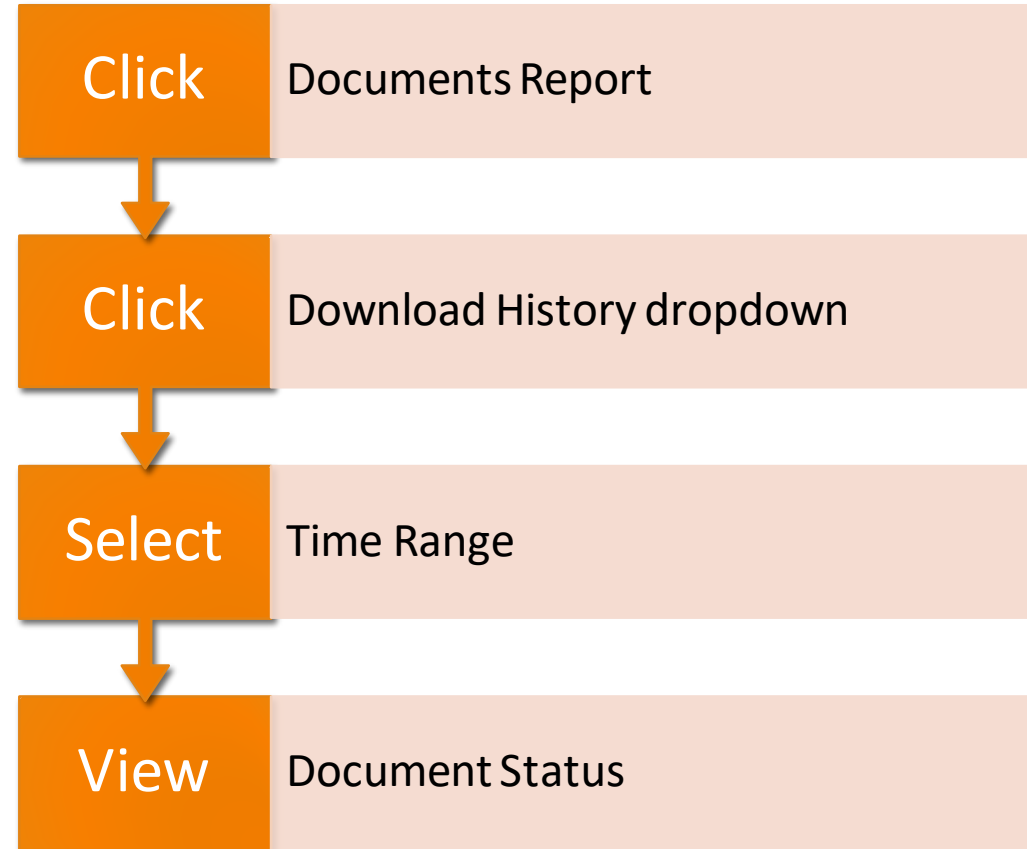 Click
Documents Report
Click
Download History dropdown
Select
Time Range
View
Document Status